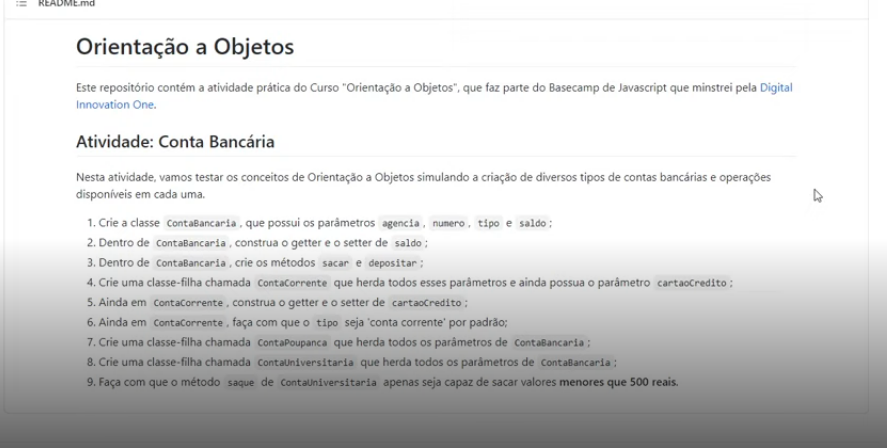 README.md
Orientação a Objetos
Este repositório contém a atividade prática do Curso "Orientação a Objetos", que faz parte do Basecamp de Javascript que minstrei pela Digital
Innovation One.
Atividade: Conta Bancária
Nesta atividade, vamos testar os conceitos de Orientação a Objetos simulando a criação de diversos tipos de contas bancárias e operações
disponíveis em cada uma.
1. Crie a classe ContaBancaria, que possui os parâmetros agencia, numero, tipo e saldo;
2. Dentro de ContaBancaria, construa o getter e o setter de saldo;
3. Dentro de ContaBancaria, crie os métodos sacar e depositar;
4. Crie uma classe-filha chamada ContaCorrente que herda todos esses parâmetros e ainda possua o parâmetro cartaoCredito;
5. Ainda em ContaCorrente, construa o getter e o setter de cartaoCredito;
6. Ainda em ContaCorrente, faça com que o tipo seja 'conta corrente' por padrão;
7. Crie uma classe-filha chamada ContaPoupanca que herda todos os parâmetros de ContaBancaria;
8. Crie uma classe-filha chamada ContaUniversitaria que herda todos os parâmetros de ContaBancaria;
9. Faça com que o método saque de ContaUniversitaria apenas seja capaz de sacar valores menores que 500 reais.